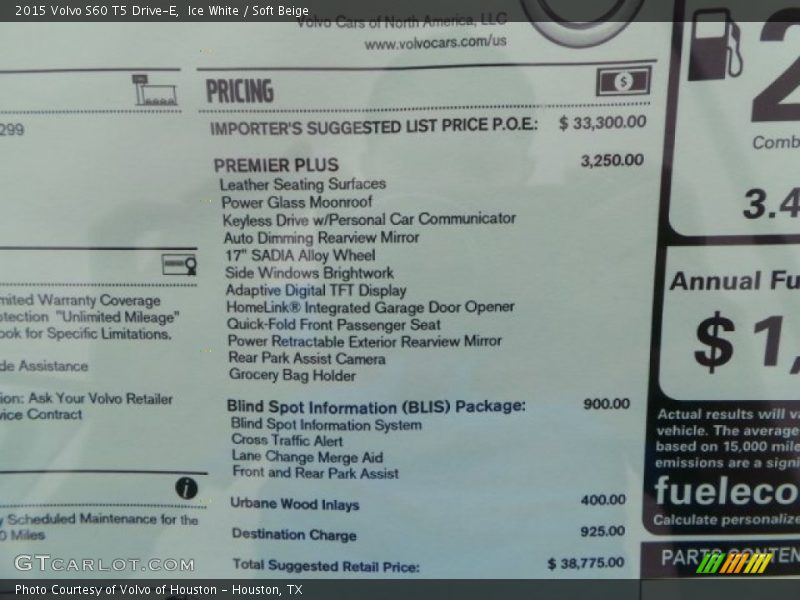 2015 Volvo S60 T5 Drive-E,  Ice White / Soft Beige
Volvo Cars of North America, LLC
www.volvocars.com/us
PRICING
299
IMPORTER'S SUGGESTED LIST PRICE P.O.E.: $ 33,300.00
PREMIER PLUS 3,250.00
Leather Seating Surfaces
Power Glass Moonroof
Keyless Drive w/Personal Car Communicator
Auto Dimming Rearview Mirror
17" SADIA Alloy Wheel
Side Windows Brightwork
Adaptive Digital TFT Display
HomeLink® Integrated Garage Door Opener
Quick-Fold Front Passenger Seat
Power Retractable Exterior Rearview Mirror
Rear Park Assist Camera
Grocery Bag Holder
Blind Spot Information (BLIS) Package: 900.00
Blind Spot Information System
Cross Traffic Alert
Lane Change Merge Aid
Front and Rear Park Assist
Urbane Wood Inlays 400.00
Destination Charge 925.00
Total Suggested Retail Price: $ 38,775.00
mited Warranty Coverage
otection "Unlimited Mileage"
ook for Specific Limitations.
de Assistance
ion: Ask Your Volvo Retailer
vice Contract
i
y Scheduled Maintenance for the
0 Miles
2
Comb
3.4
Annual Fu
$1,
Actual results will va
vehicle. The average
based on 15,000 mile
emissions are a signi
fueleco
Calculate personalize
PARTS CONTEN
GTCARLOT.COM
Photo Courtesy of Volvo of Houston - Houston, TX